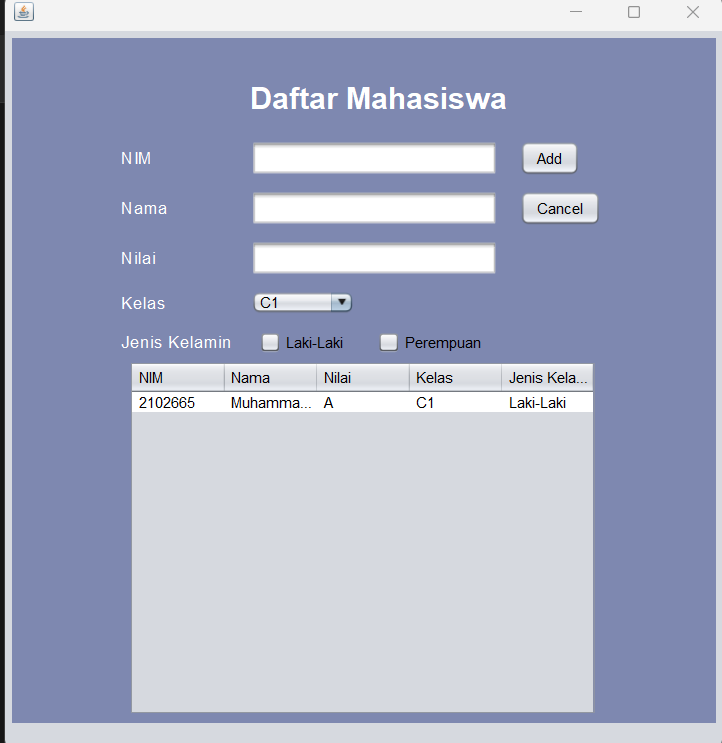 Daftar Mahasiswa
NIM Add
Nama Cancel
Nilai
Kelas C1
Jenis Kelamin Laki-Laki Perempuan
NIM Nama Nilai Kelas Jenis Kela...
2102665 Muhamma... A C1 Laki-Laki